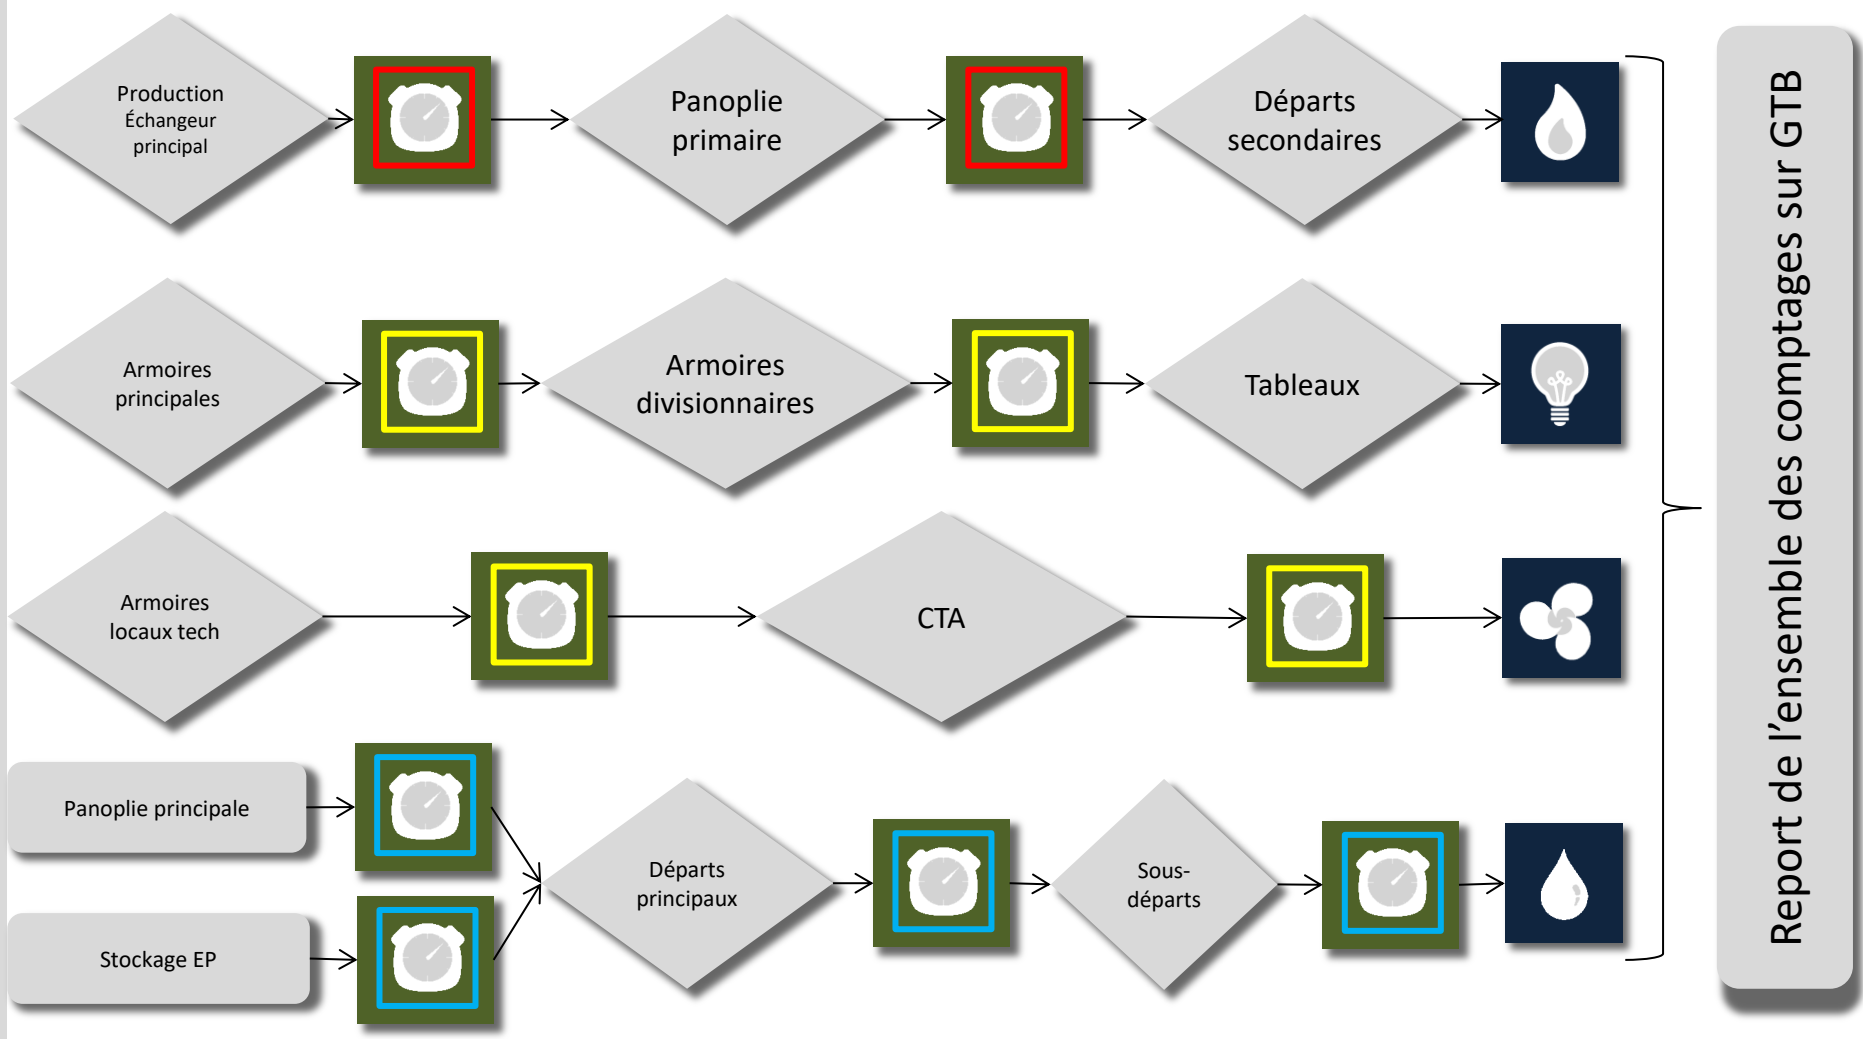 Production
Échangeur
principal
Panoplie
primaire
Départs
secondaires
Armoires
principales
Armoires
divisionnaires
Tableaux
Armoires
locaux tech
CTA
Panoplie principale
Stockage EP
Départs
principaux
Sous-
départs
Report de l’ensemble des comptages sur GTB